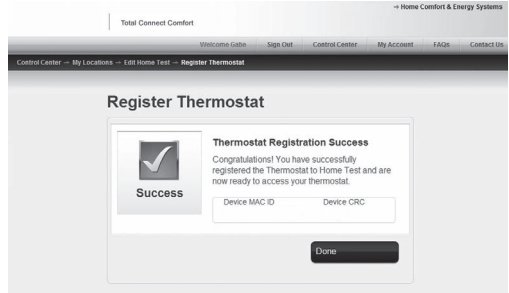 ⇒ Home Comfort & Energy Systems
Total Connect Comfort
Welcome Gabe Sign Out Control Center My Account FAQs Contact Us
Control Center → My Locations → Edit Home Test → Register Thermostat
Register Thermostat
Success
Thermostat Registration Success
Congratulations! You have successfully
registered the Thermostat to Home Test and are
now ready to access your thermostat.
Device MAC ID Device CRC
Done